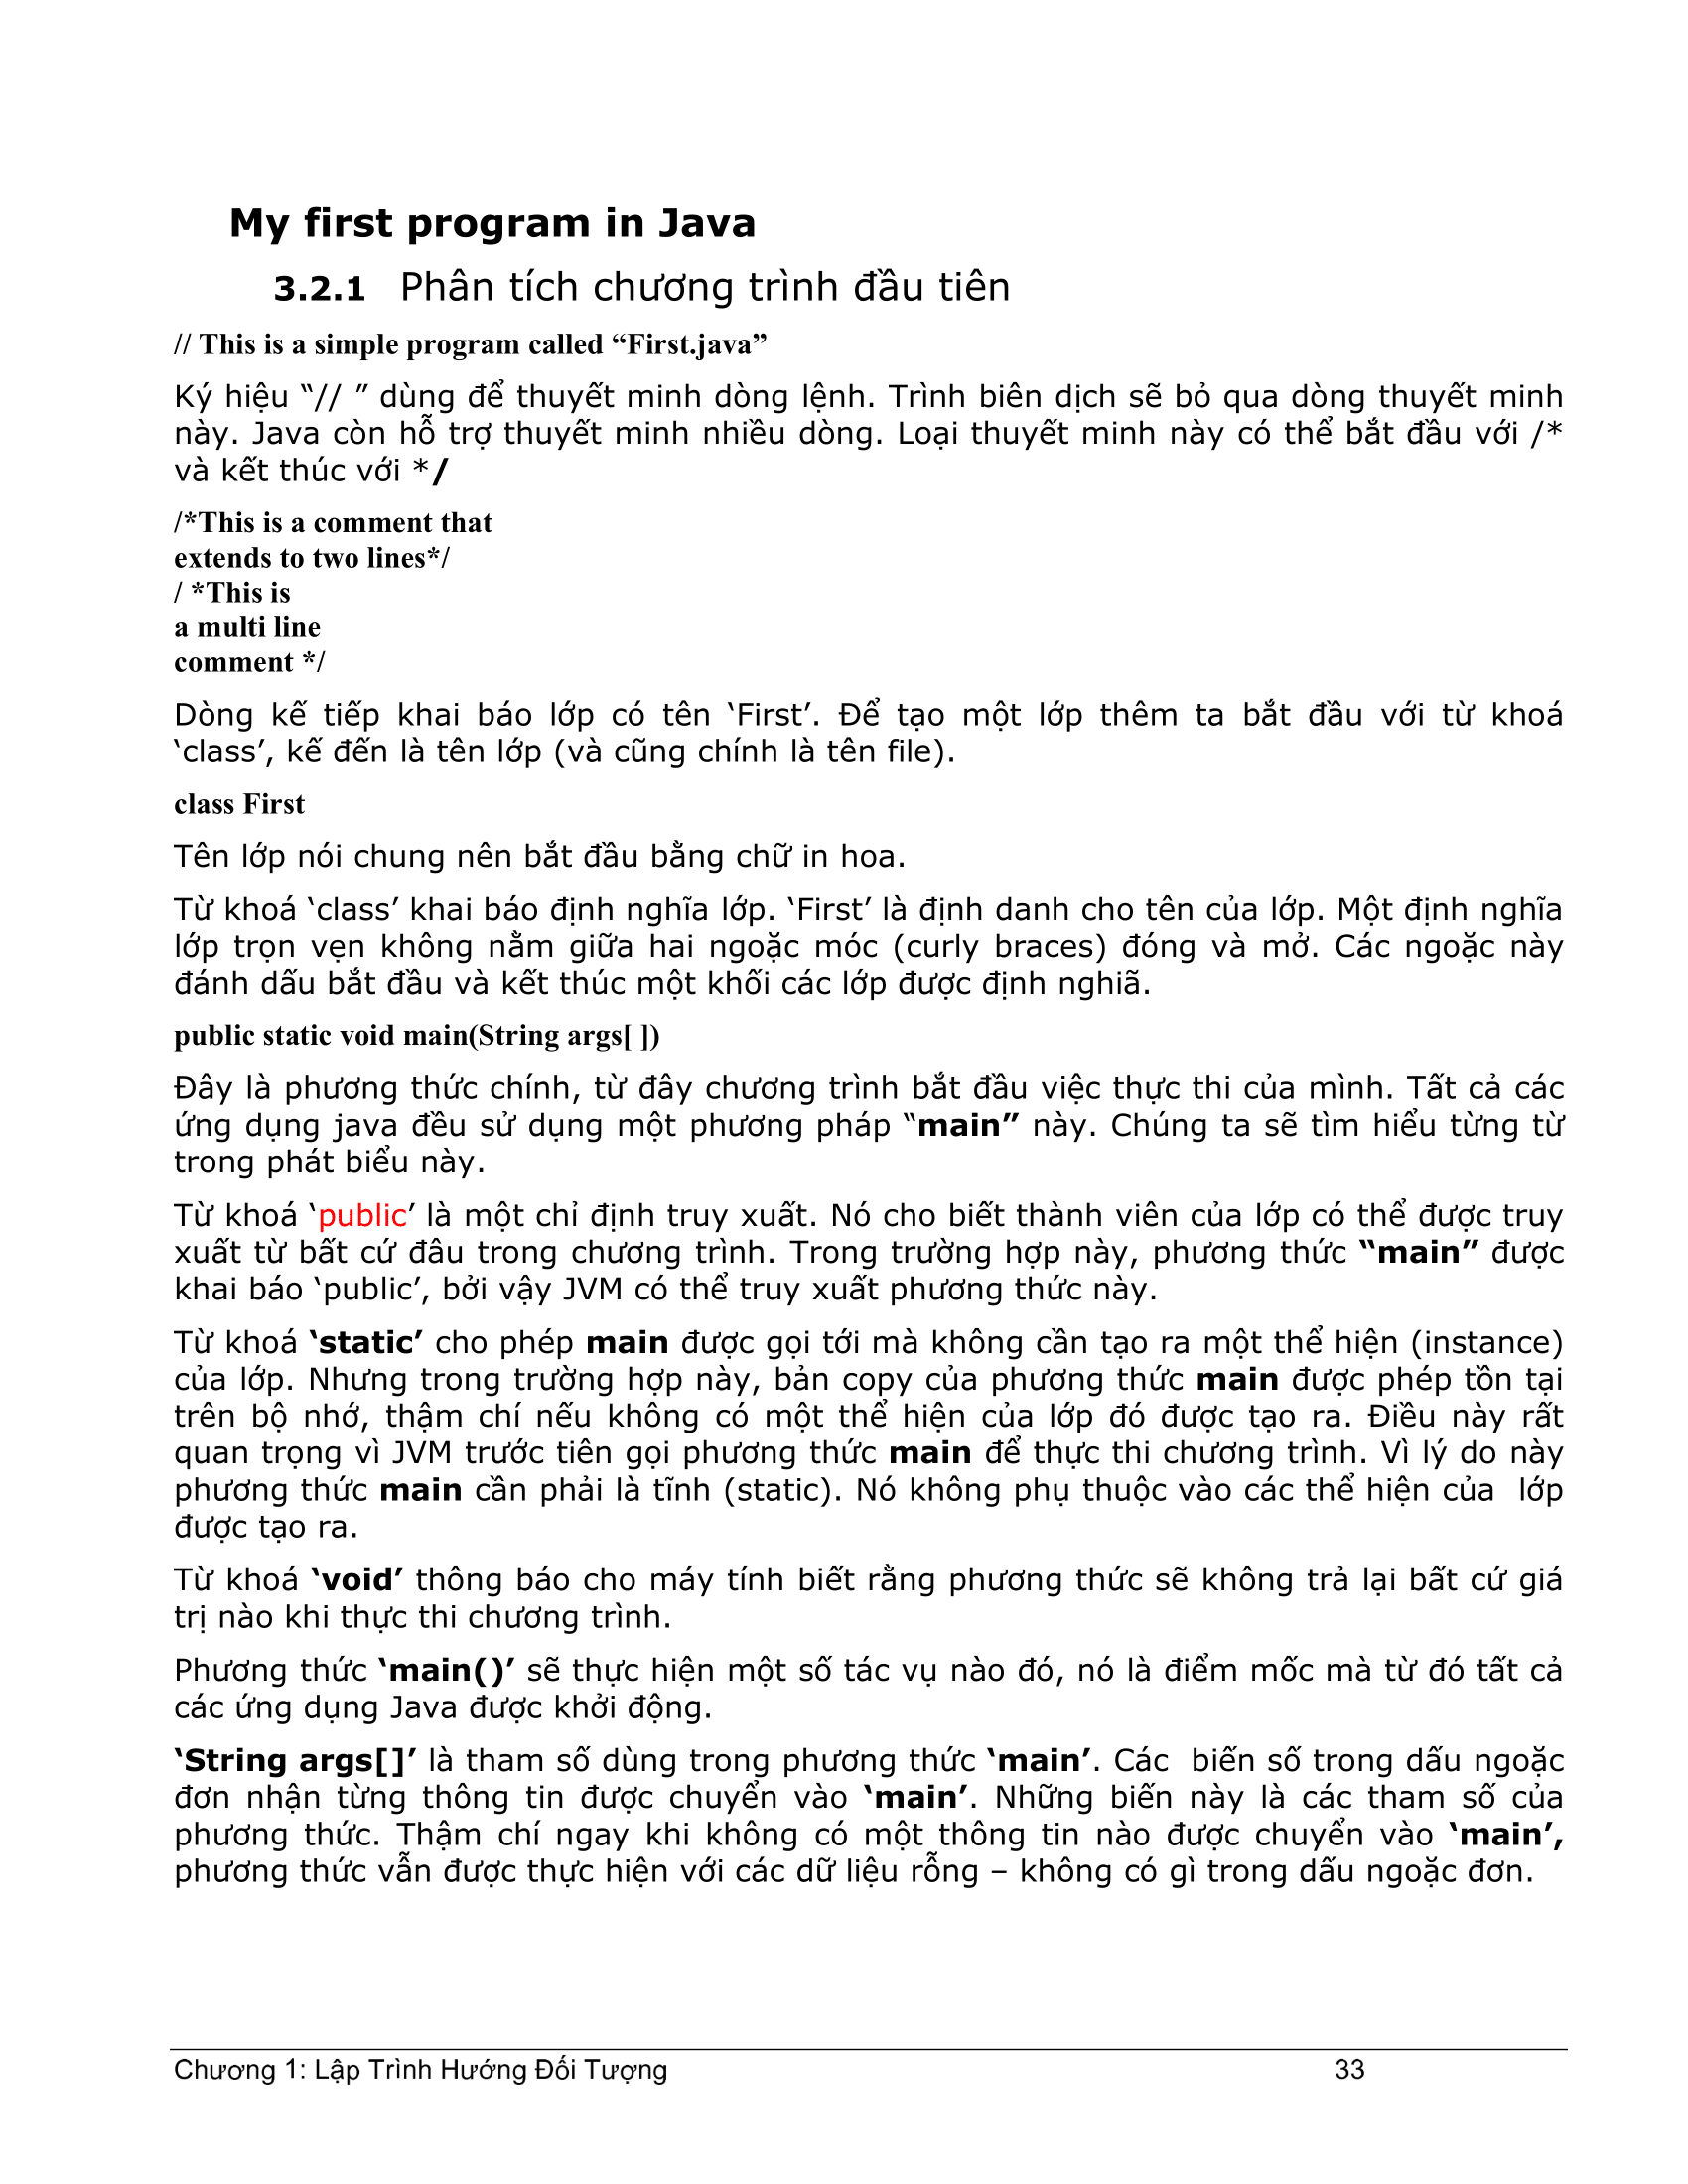 My first program in Java
3.2.1 Phân tích chương trình đầu tiên
// This is a simple program called “First.java”
Ký hiệu “// ” dùng để thuyết minh dòng lệnh. Trình biên dịch sẽ bỏ qua dòng thuyết minh
này. Java còn hỗ trợ thuyết minh nhiều dòng. Loại thuyết minh này có thể bắt đầu với /*
và kết thúc với */
/*This is a comment that
extends to two lines*/
/ *This is
a multi line
comment */
Dòng kế tiếp khai báo lớp có tên ‘First’. Để tạo một lớp thêm ta bắt đầu với từ khoá
‘class’, kế đến là tên lớp (và cũng chính là tên file).
class First
Tên lớp nói chung nên bắt đầu bằng chữ in hoa.
Từ khoá ‘class’ khai báo định nghĩa lớp. ‘First’ là định danh cho tên của lớp. Một định nghĩa
lớp trọn vẹn không nằm giữa hai ngoặc móc (curly braces) đóng và mở. Các ngoặc này
đánh dấu bắt đầu và kết thúc một khối các lớp được định nghiã.
public static void main(String args[ ])
Đây là phương thức chính, từ đây chương trình bắt đầu việc thực thi của mình. Tất cả các
ứng dụng java đều sử dụng một phương pháp “main” này. Chúng ta sẽ tìm hiểu từng từ
trong phát biểu này.
Từ khoá ‘public’ là một chỉ định truy xuất. Nó cho biết thành viên của lớp có thể được truy
xuất từ bất cứ đâu trong chương trình. Trong trường hợp này, phương thức “main” được
khai báo ‘public’, bởi vậy JVM có thể truy xuất phương thức này.
Từ khoá ‘static’ cho phép main được gọi tới mà không cần tạo ra một thể hiện (instance)
của lớp. Nhưng trong trường hợp này, bản copy của phương thức main được phép tồn tại
trên bộ nhớ, thậm chí nếu không có một thể hiện của lớp đó được tạo ra. Điều này rất
quan trọng vì JVM trước tiên gọi phương thức main để thực thi chương trình. Vì lý do này
phương thức main cần phải là tĩnh (static). Nó không phụ thuộc vào các thể hiện của  lớp
được tạo ra.
Từ khoá ‘void’ thông báo cho máy tính biết rằng phương thức sẽ không trả lại bất cứ giá
trị nào khi thực thi chương trình.
Phương thức ‘main()’ sẽ thực hiện một số tác vụ nào đó, nó là điểm mốc mà từ đó tất cả
các ứng dụng Java được khởi động.
‘String args[]’ là tham số dùng trong phương thức ‘main’. Các  biến số trong dấu ngoặc
đơn nhận từng thông tin được chuyển vào ‘main’. Những biến này là các tham số của
phương thức. Thậm chí ngay khi không có một thông tin nào được chuyển vào ‘main’,
phương thức vẫn được thực hiện với các dữ liệu rỗng – không có gì trong dấu ngoặc đơn.
Chương 1: Lập Trình Hướng Đối Tượng 33